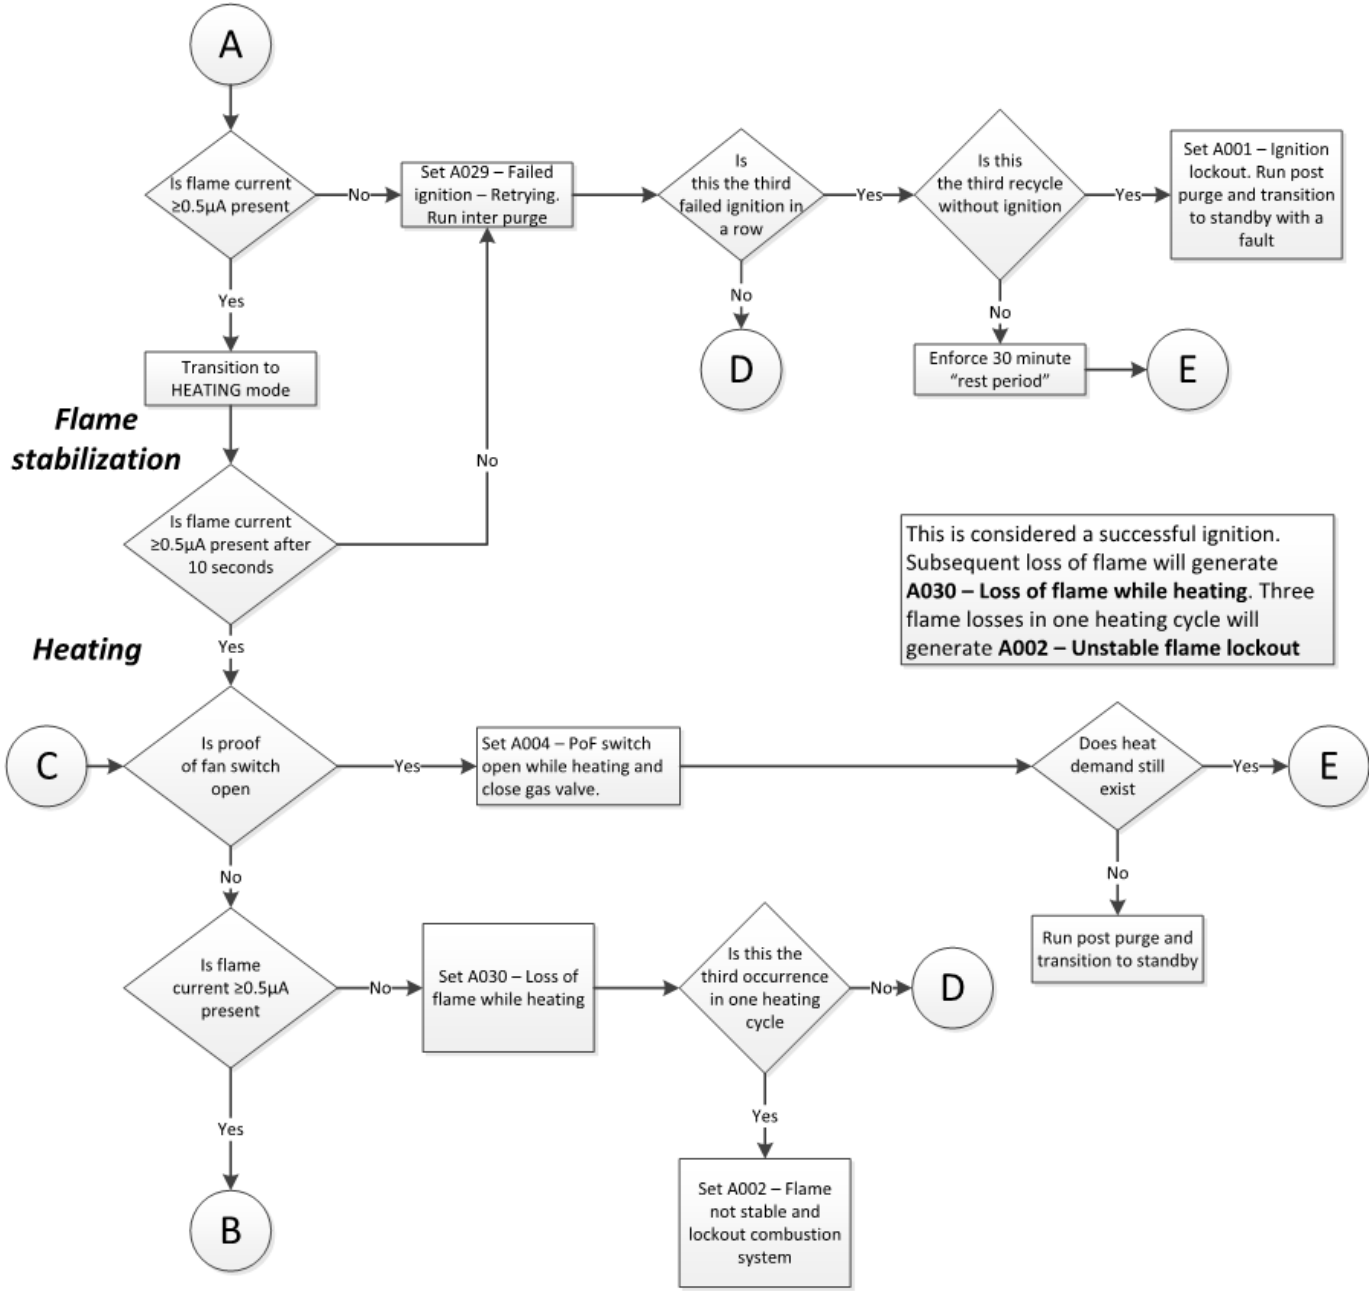 A
Is flame current
≥0.5µA present
No
Set A029 – Failed
ignition – Retrying.
Run inter purge
Is
this the third
failed ignition in
a row
Yes
Is this
the third recycle
without ignition
Yes
Set A001 – Ignition
lockout. Run post
purge and transition
to standby with a
fault
Yes
No
D
No
Enforce 30 minute
“rest period”
E
Transition to
HEATING mode
Flame
stabilization
Is flame current
≥0.5µA present after
10 seconds
No
This is considered a successful ignition.
Subsequent loss of flame will generate
A030 – Loss of flame while heating. Three
flame losses in one heating cycle will
generate A002 – Unstable flame lockout
Heating
Yes
C
Is proof
of fan switch
open
Yes
Set A004 – PoF switch
open while heating and
close gas valve.
Does heat
demand still
exist
Yes
E
No
No
Run post purge and
transition to standby
Is flame
current ≥0.5µA
present
No
Set A030 – Loss of
flame while heating
Is this the
third occurrence
in one heating
cycle
No
D
Yes
Yes
B
Set A002 – Flame
not stable and
lockout combustion
system